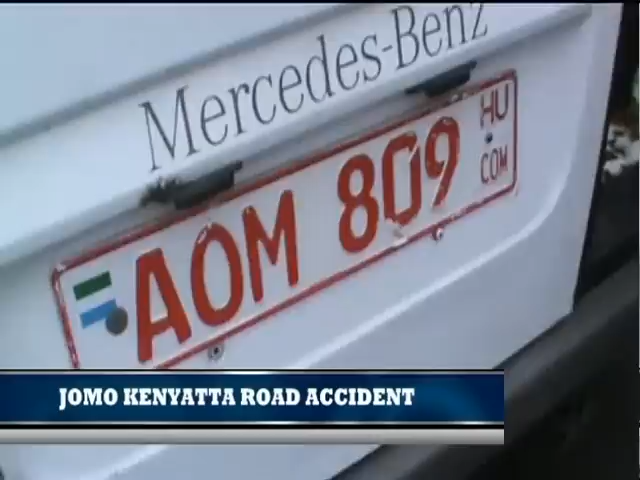 Mercedes-Benz
AOM 809
HU
COM
JOMO KENYATTA ROAD ACCIDENT